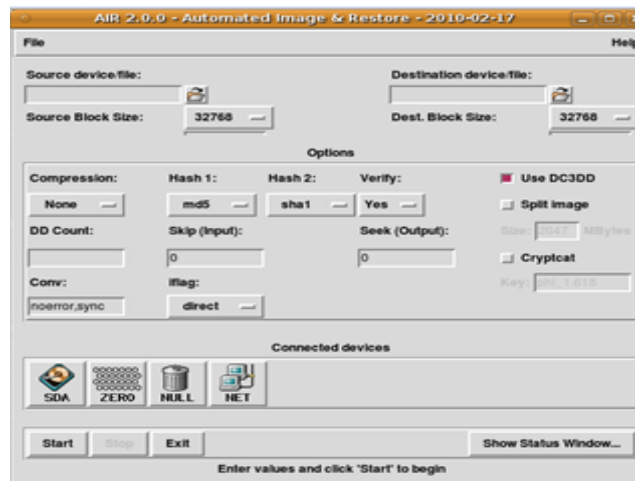 AIR 2.0.0 - Automated Image & Restore - 2010-02-17
File Help
Source device/file: Destination device/file:
Source Block Size: 32768 Dest. Block Size: 32768
Options
Compression: Hash 1: Hash 2: Verify: Use DC3DD
None md5 sha1 Yes Split image
DD Count: Skip (Input): Seek (Output): Size: 2047 MBytes
0 0 Cryptcat
Conv: iflag: Key: phi_1.618
noerror,sync direct
Connected devices
SDA ZERO NULL NET
Start Stop Exit Show Status Window...
Enter values and click 'Start' to begin